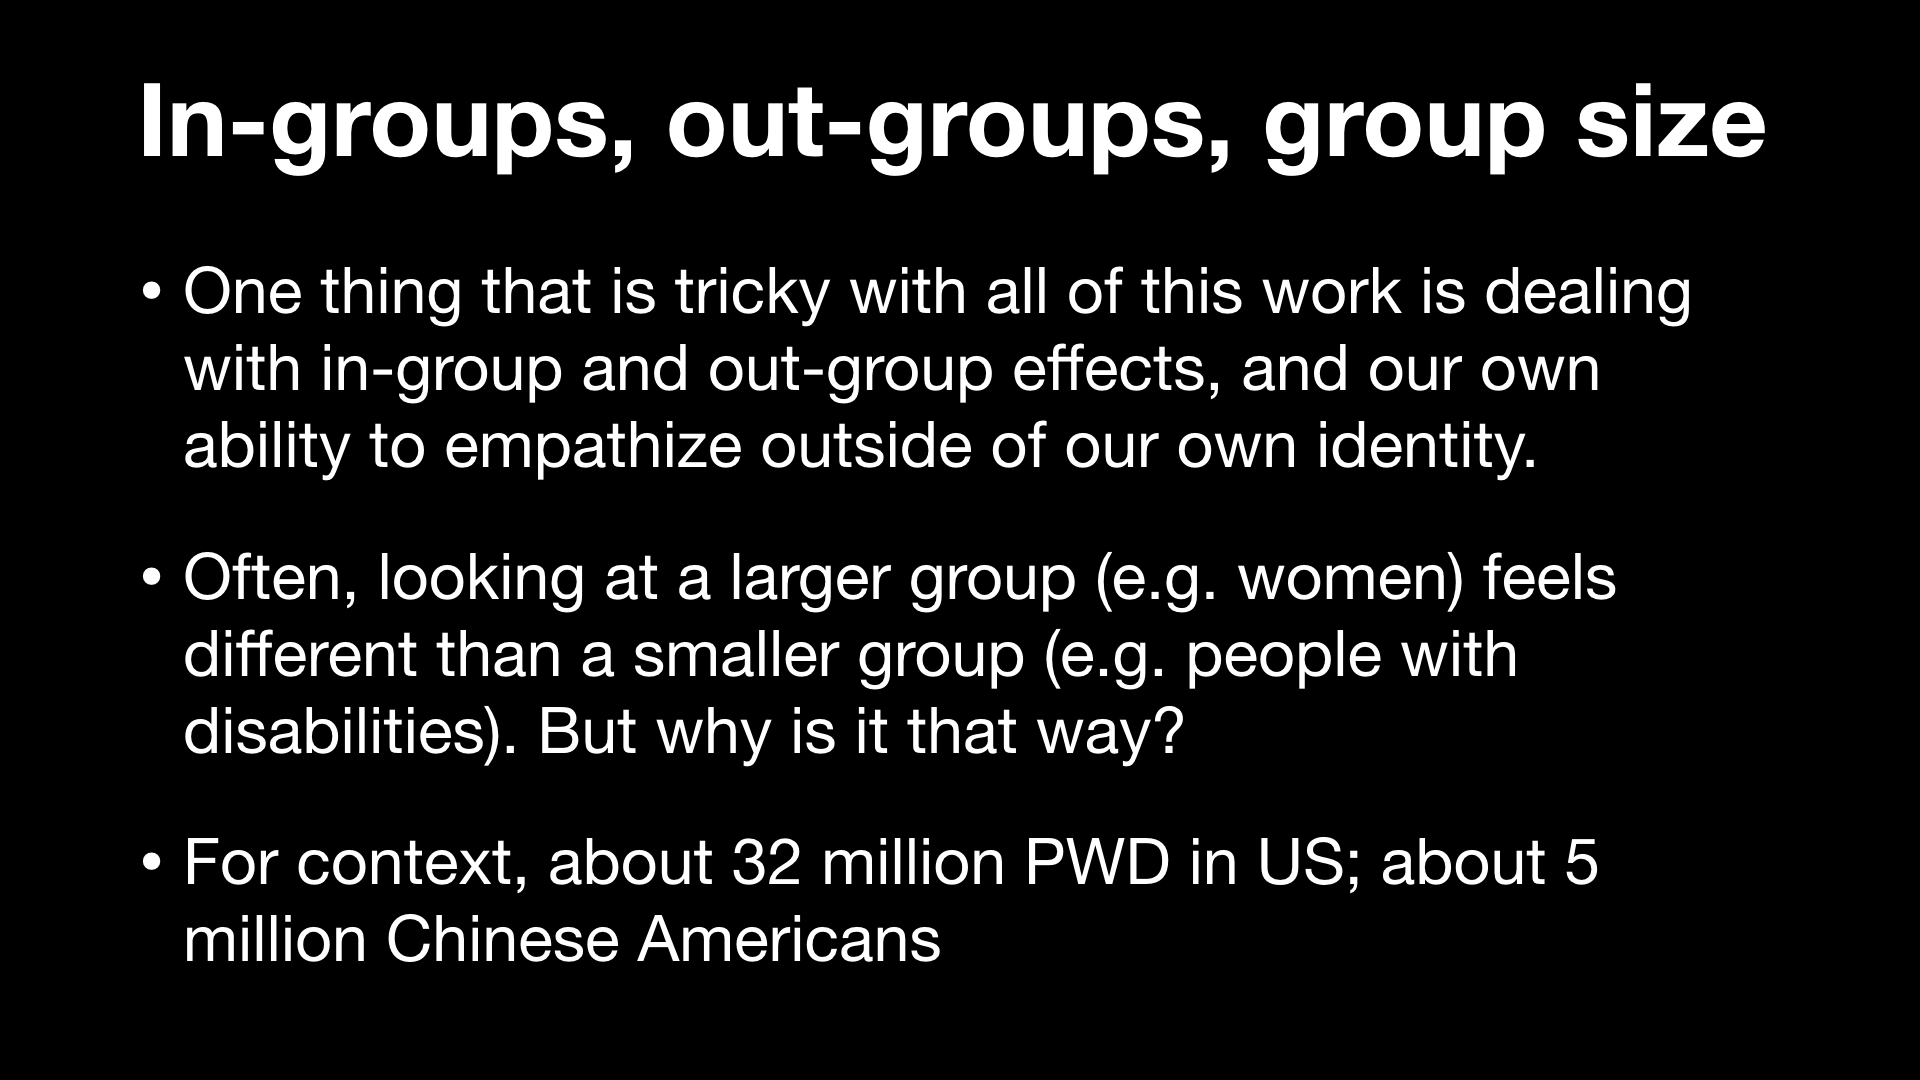 In-groups, out-groups, group size
• One thing that is tricky with all of this work is dealing
with in-group and out-group effects, and our own
ability to empathize outside of our own identity.
• Often, looking at a larger group (e.g. women) feels
different than a smaller group (e.g. people with
disabilities). But why is it that way?
• For context, about 32 million PWD in US; about 5
million Chinese Americans